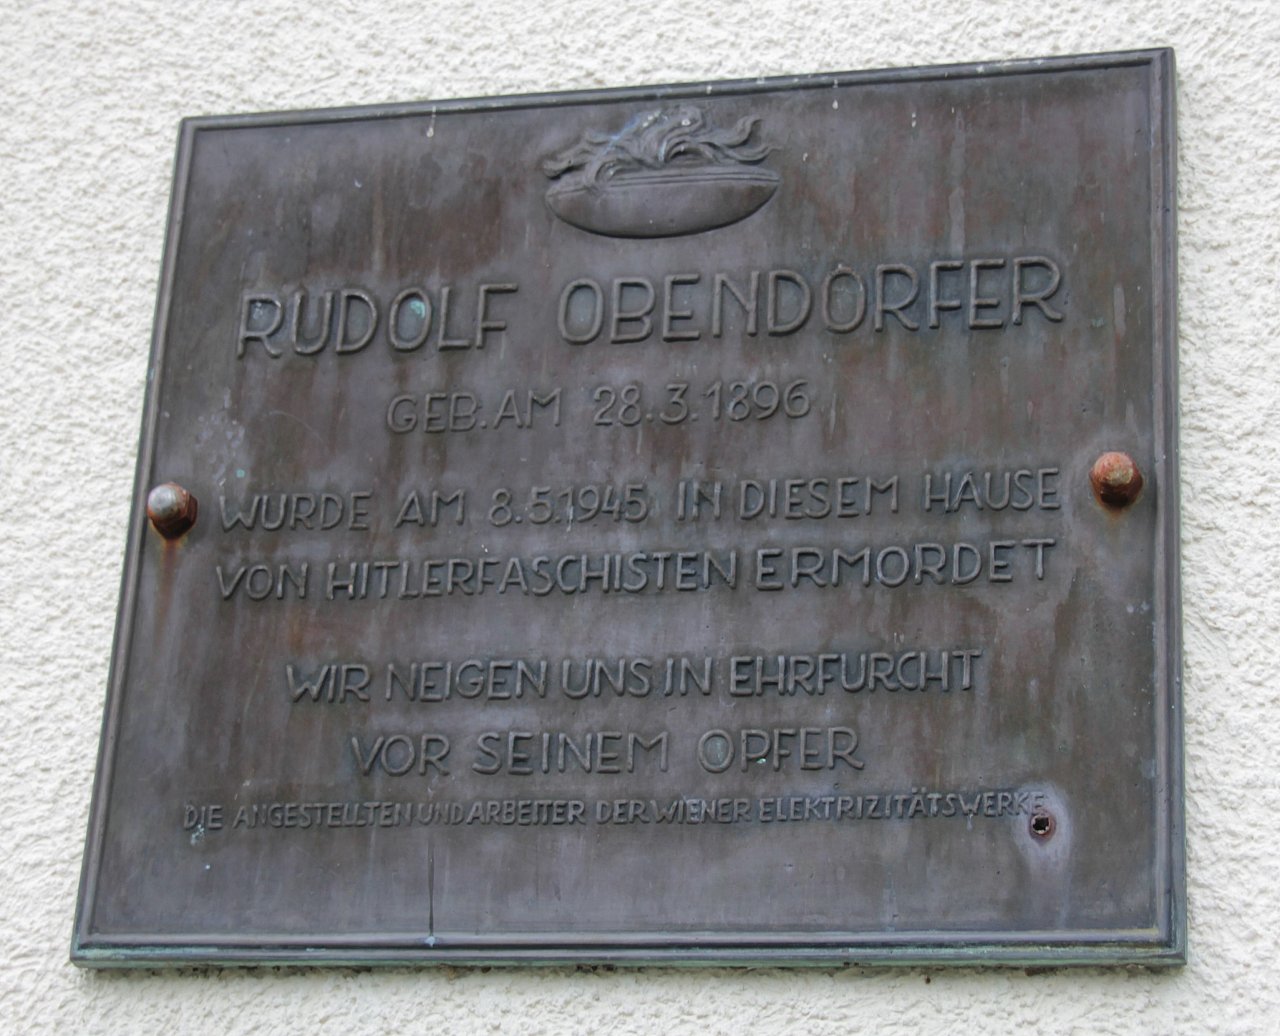 RUDOLF OBENDORFER
GEB. AM 28.3.1896
WURDE AM 8.5.1945 IN DIESEM HAUSE
VON HITLERFASCHISTEN ERMORDET
WIR NEIGEN UNS IN EHRFURCHT
VOR SEINEM OPFER
DIE ANGESTELLTEN UND ARBEITER DER WIENER ELEKTRIZITÄTSWERKE